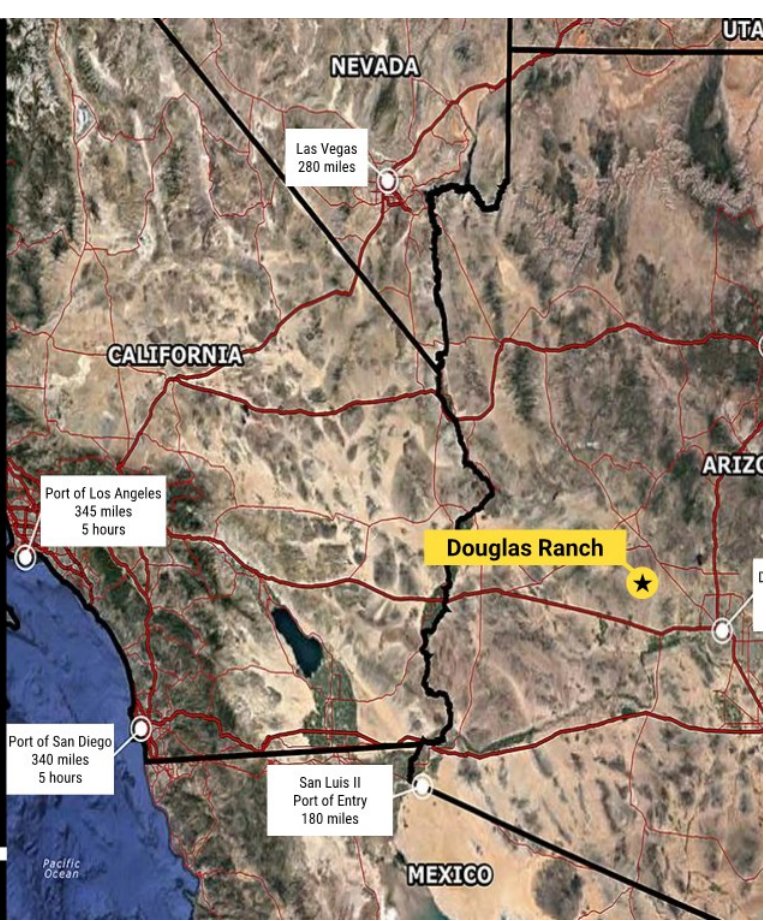 UTA
NEVADA
Las Vegas
280 miles
CALIFORNIA
ARIZO
Port of Los Angeles
345 miles
5 hours
Douglas Ranch
D
Port of San Diego
340 miles
5 hours
San Luis II
Port of Entry
180 miles
Pacific
Ocean
MEXICO